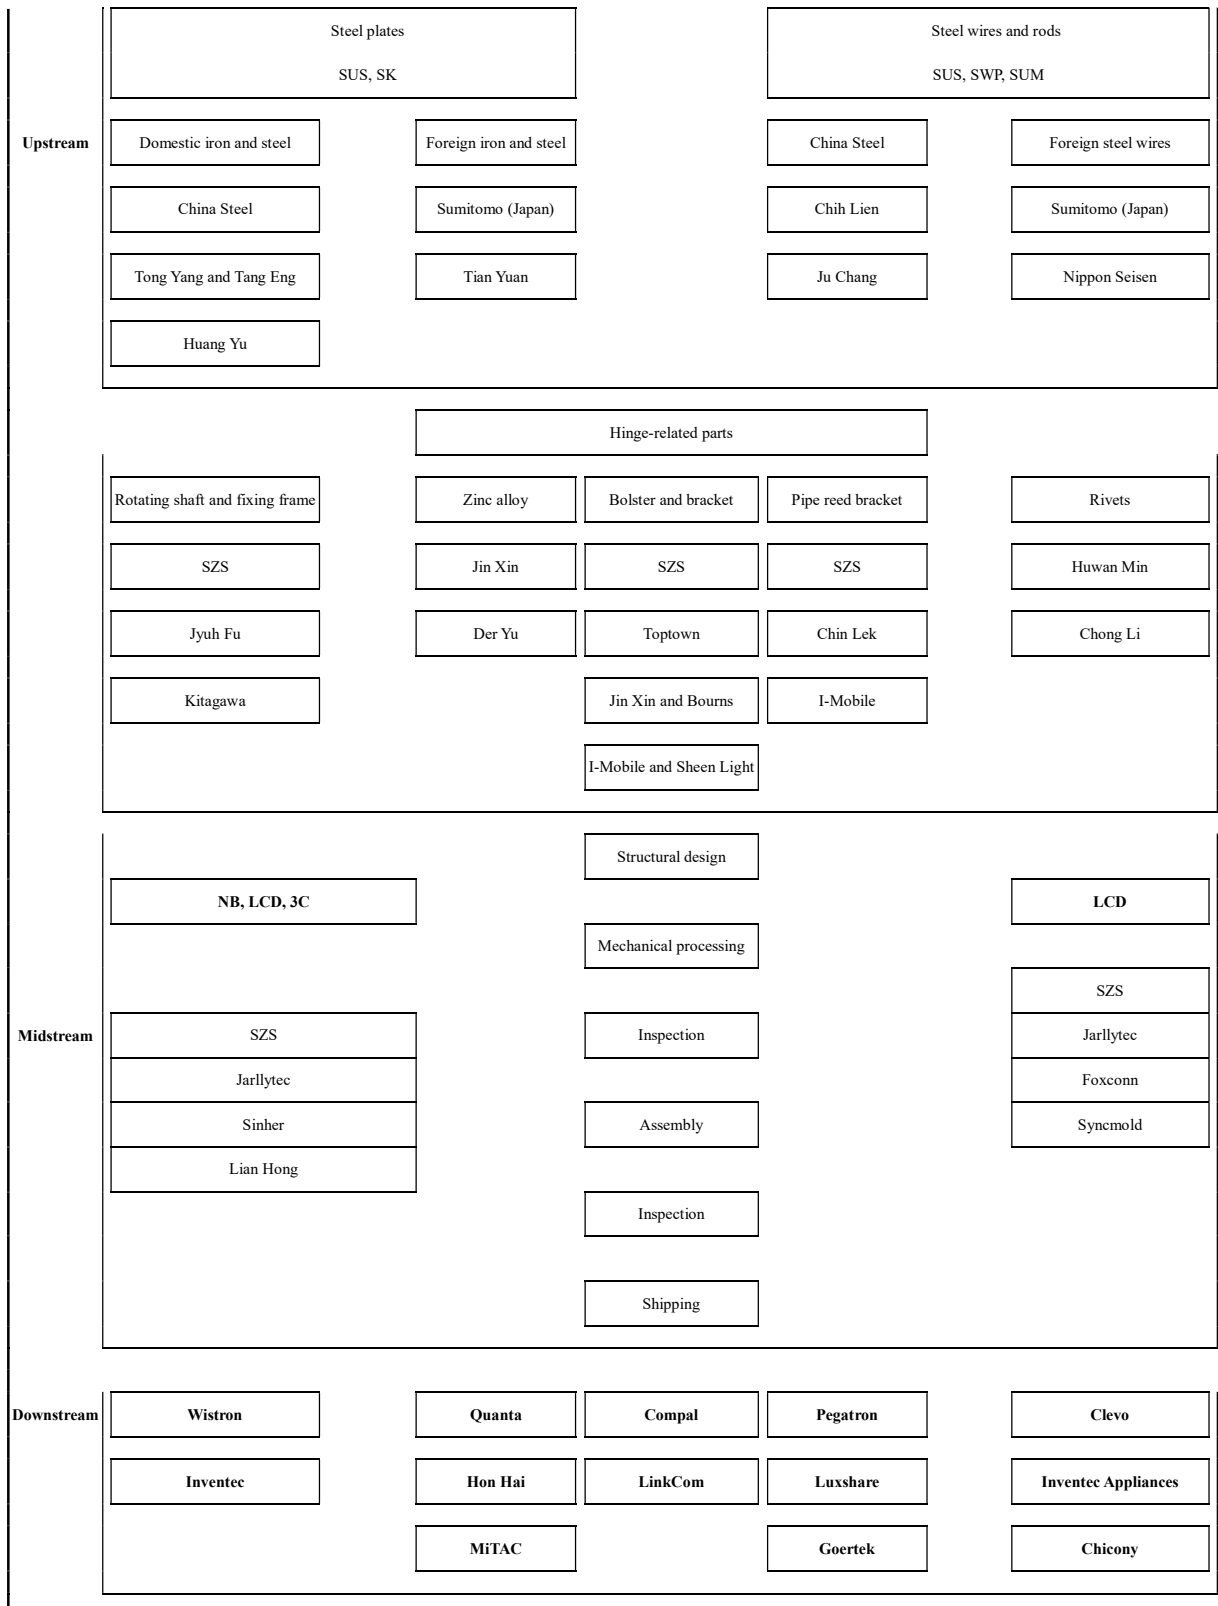 Steel plates
Steel wires and rods
SUS, SK
SUS, SWP, SUM
Upstream
Domestic iron and steel
Foreign iron and steel
China Steel
Foreign steel wires
China Steel
Sumitomo (Japan)
Chih Lien
Sumitomo (Japan)
Tong Yang and Tang Eng
Tian Yuan
Ju Chang
Nippon Seisen
Huang Yu
Hinge-related parts
Rotating shaft and fixing frame
Zinc alloy
Bolster and bracket
Pipe reed bracket
Rivets
SZS
Jin Xin
SZS
SZS
Huwan Min
Jyuh Fu
Der Yu
Toptown
Chin Lek
Chong Li
Kitagawa
Jin Xin and Bourns
I-Mobile
I-Mobile and Sheen Light
Structural design
NB, LCD, 3C
LCD
Mechanical processing
SZS
Midstream
SZS
Inspection
Jarllytec
Jarllytec
Foxconn
Sinher
Assembly
Syncmold
Lian Hong
Inspection
Shipping
Downstream
Wistron
Quanta
Compal
Pegatron
Clevo
Inventec
Hon Hai
LinkCom
Luxshare
Inventec Appliances
MiTAC
Goertek
Chicony